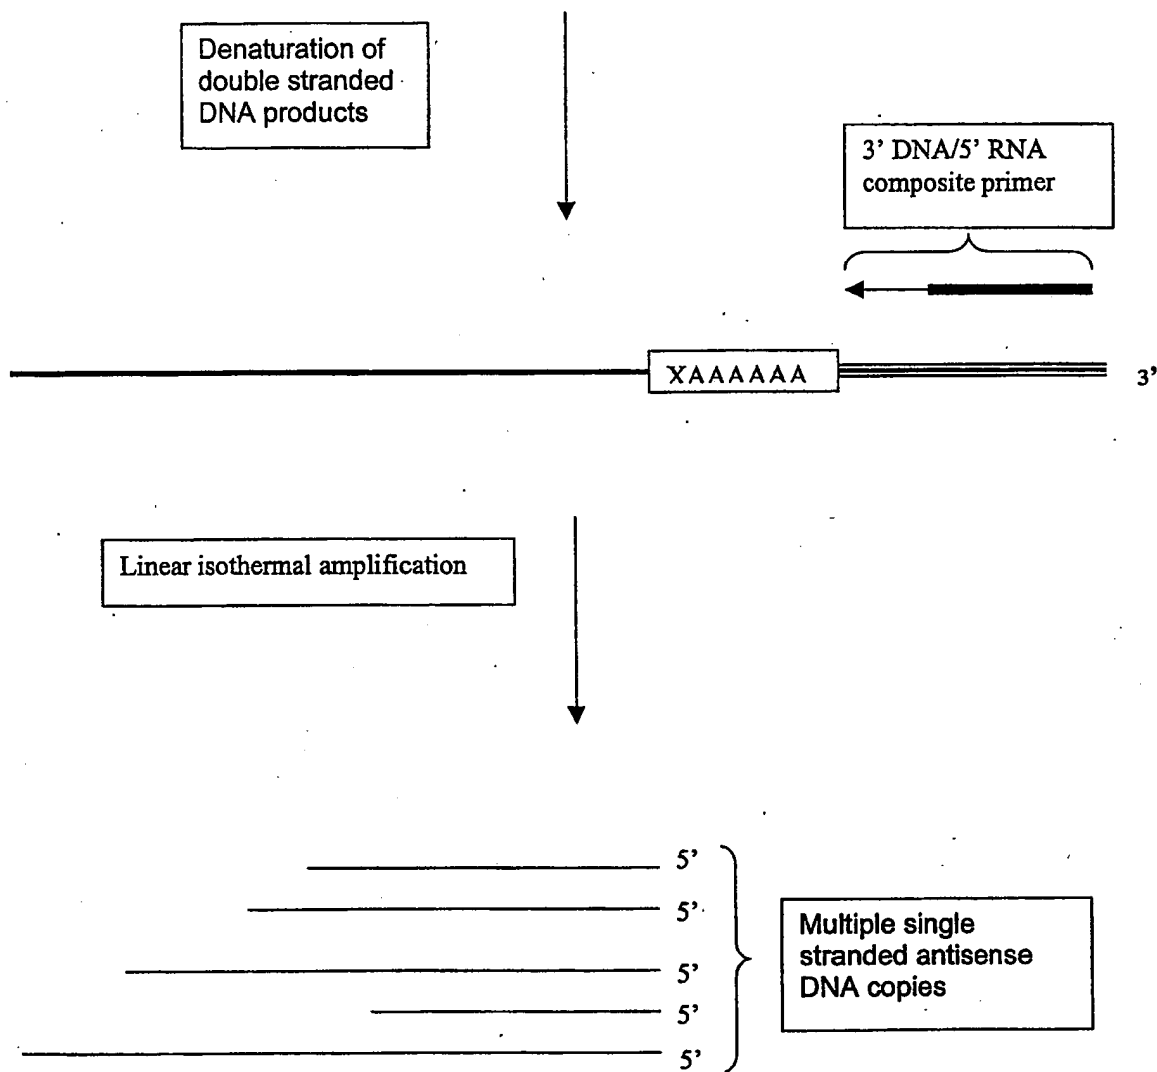 Denaturation of
double stranded
DNA products
3' DNA/5' RNA
composite primer
XAAAAAA
3'
Linear isothermal amplification
5'
5'
5'
5'
5'
Multiple single
stranded antisense
DNA copies